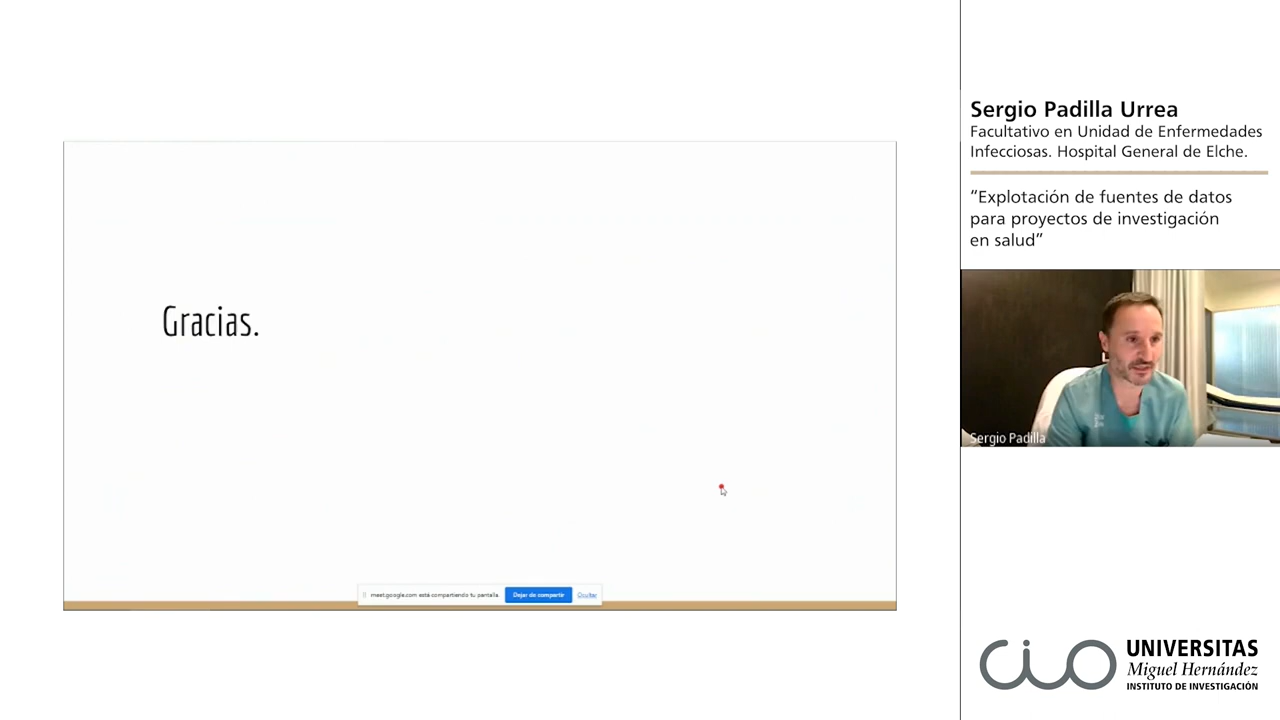 Gracias.
meet.google.com está compartiendo tu pantalla.
Dejar de compartir
Ocultar
Sergio Padilla Urrea
Facultativo en Unidad de Enfermedades
Infecciosas. Hospital General de Elche.
“Explotación de fuentes de datos
para proyectos de investigación
en salud”
Sergio Padilla
cio
UNIVERSITAS
Miguel Hernández
INSTITUTO DE INVESTIGACIÓN